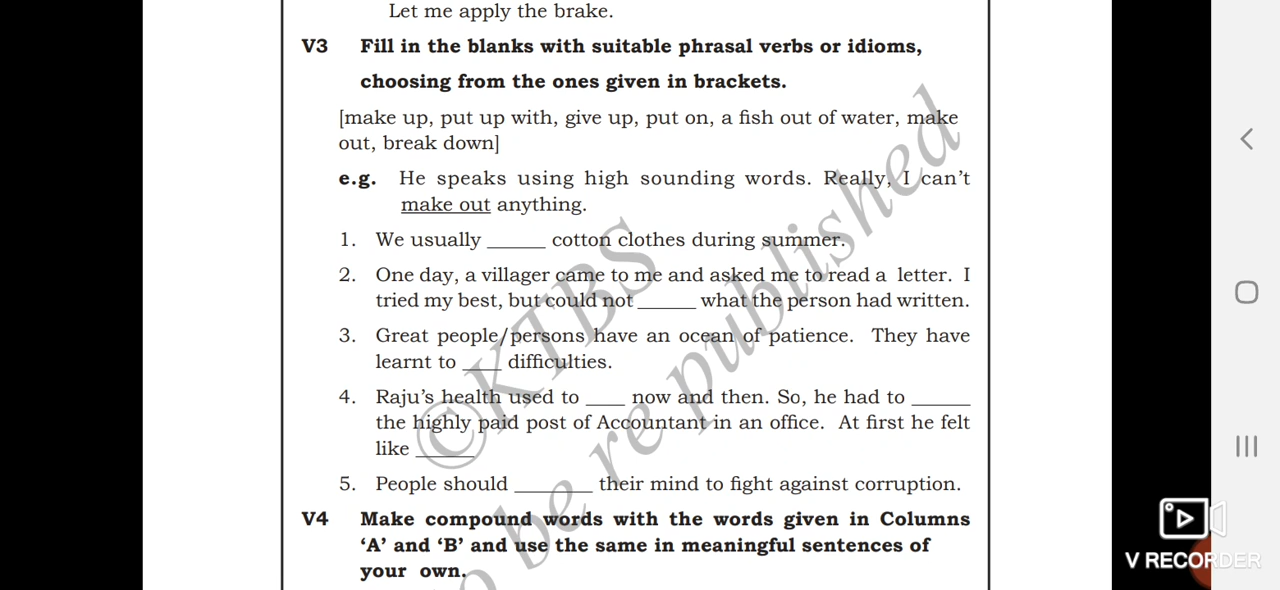 Let me apply the brake.
V3 Fill in the blanks with suitable phrasal verbs or idioms,
choosing from the ones given in brackets.
[make up, put up with, give up, put on, a fish out of water, make
out, break down]
e.g. He speaks using high sounding words. Really, I can't
make out anything.
1. We usually ______ cotton clothes during summer.
2. One day, a villager came to me and asked me to read a letter. I
tried my best, but could not ______ what the person had written.
3. Great people/persons have an ocean of patience. They have
learnt to ____ difficulties.
4. Raju's health used to ____ now and then. So, he had to ______
the highly paid post of Accountant in an office. At first he felt
like ______
5. People should ________ their mind to fight against corruption.
V4 Make compound words with the words given in Columns
'A' and 'B' and use the same in meaningful sentences of
your own.
©KTBS
o be re published
V RECORDER